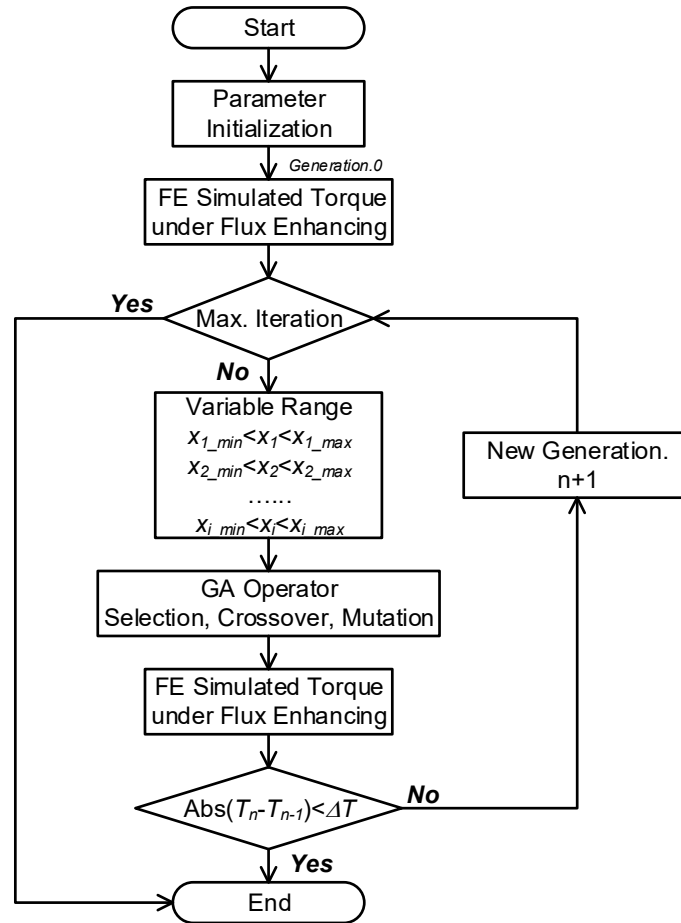 Start
Parameter
Initialization
Generation.0
FE Simulated Torque
under Flux Enhancing
Yes
Max. Iteration
No
Variable Range
x1_min<x1<x1_max
x2_min<x2<x2_max
......
xi_min<xi<xi_max
New Generation.
n+1
GA Operator
Selection, Crossover, Mutation
FE Simulated Torque
under Flux Enhancing
Abs(Tn-Tn-1)<ΔT
No
Yes
End